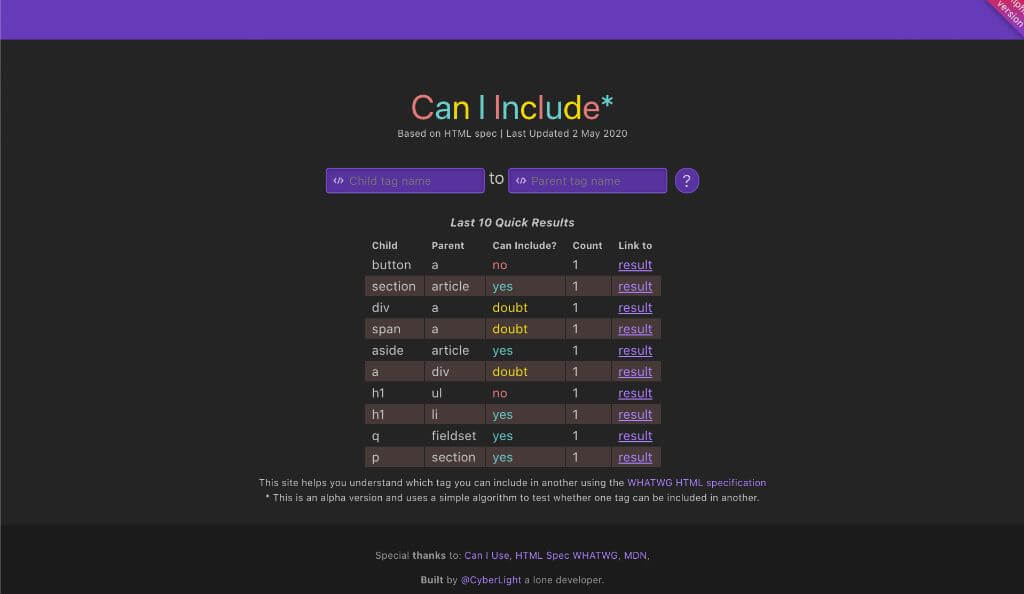 version
Can I Include*
Based on HTML spec | Last Updated 2 May 2020
</> Child tag name to </> Parent tag name ?
Last 10 Quick Results
Child Parent Can Include? Count Link to
button a no 1 result
section article yes 1 result
div a doubt 1 result
span a doubt 1 result
aside article yes 1 result
a div doubt 1 result
h1 ul no 1 result
h1 li yes 1 result
q fieldset yes 1 result
p section yes 1 result
This site helps you understand which tag you can include in another using the WHATWG HTML specification
* This is an alpha version and uses a simple algorithm to test whether one tag can be included in another.
Special thanks to: Can I Use, HTML Spec WHATWG, MDN,
Built by @CyberLight a lone developer.